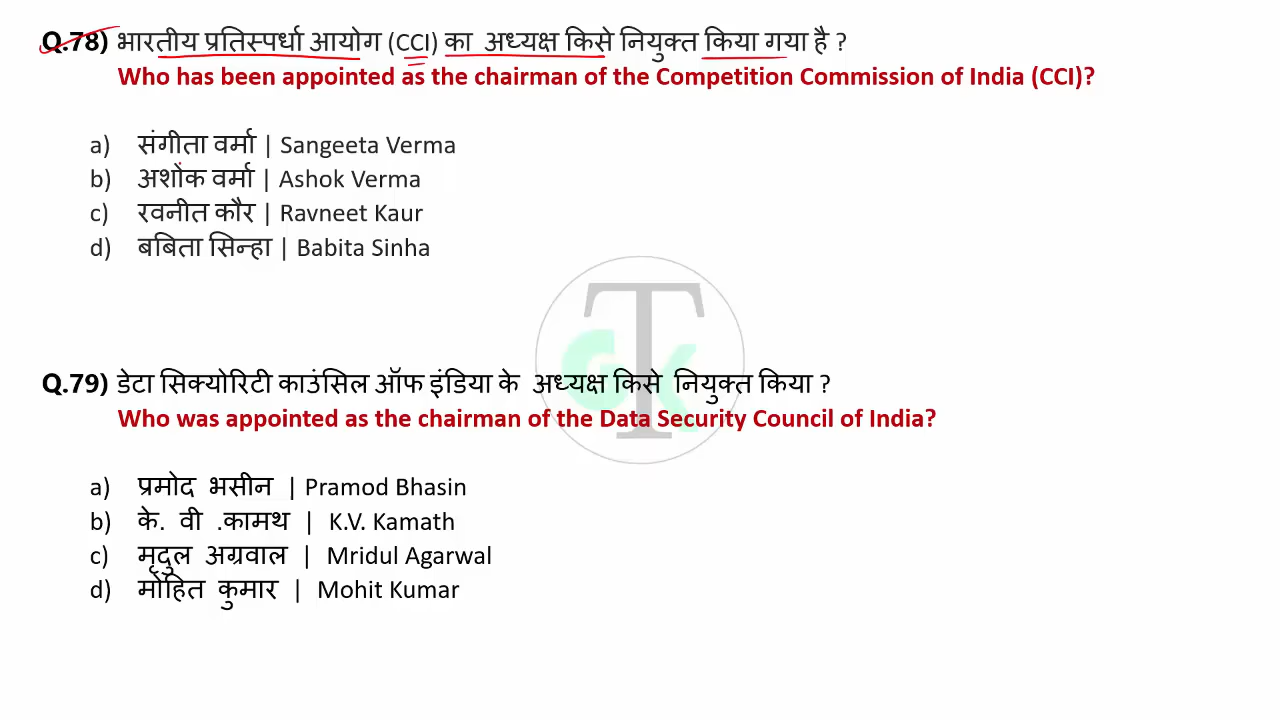 Q.78) भारतीय प्रतिस्पर्धा आयोग (CCI) का अध्यक्ष किसे नियुक्त किया गया है ?
Who has been appointed as the chairman of the Competition Commission of India (CCI)?
a) संगीता वर्मा | Sangeeta Verma
b) अशोंक वर्मा | Ashok Verma
c) रवनीत कौर | Ravneet Kaur
d) बबिता सिन्हा | Babita Sinha
T
GK
Q.79) डेटा सिक्योरिटी काउंसिल ऑफ इंडिया के अध्यक्ष किसे नियुक्त किया ?
Who was appointed as the chairman of the Data Security Council of India?
a) प्रमोद भसीन | Pramod Bhasin
b) के. वी .कामथ | K.V. Kamath
c) मृदुल अग्रवाल | Mridul Agarwal
d) मोहित कुमार | Mohit Kumar